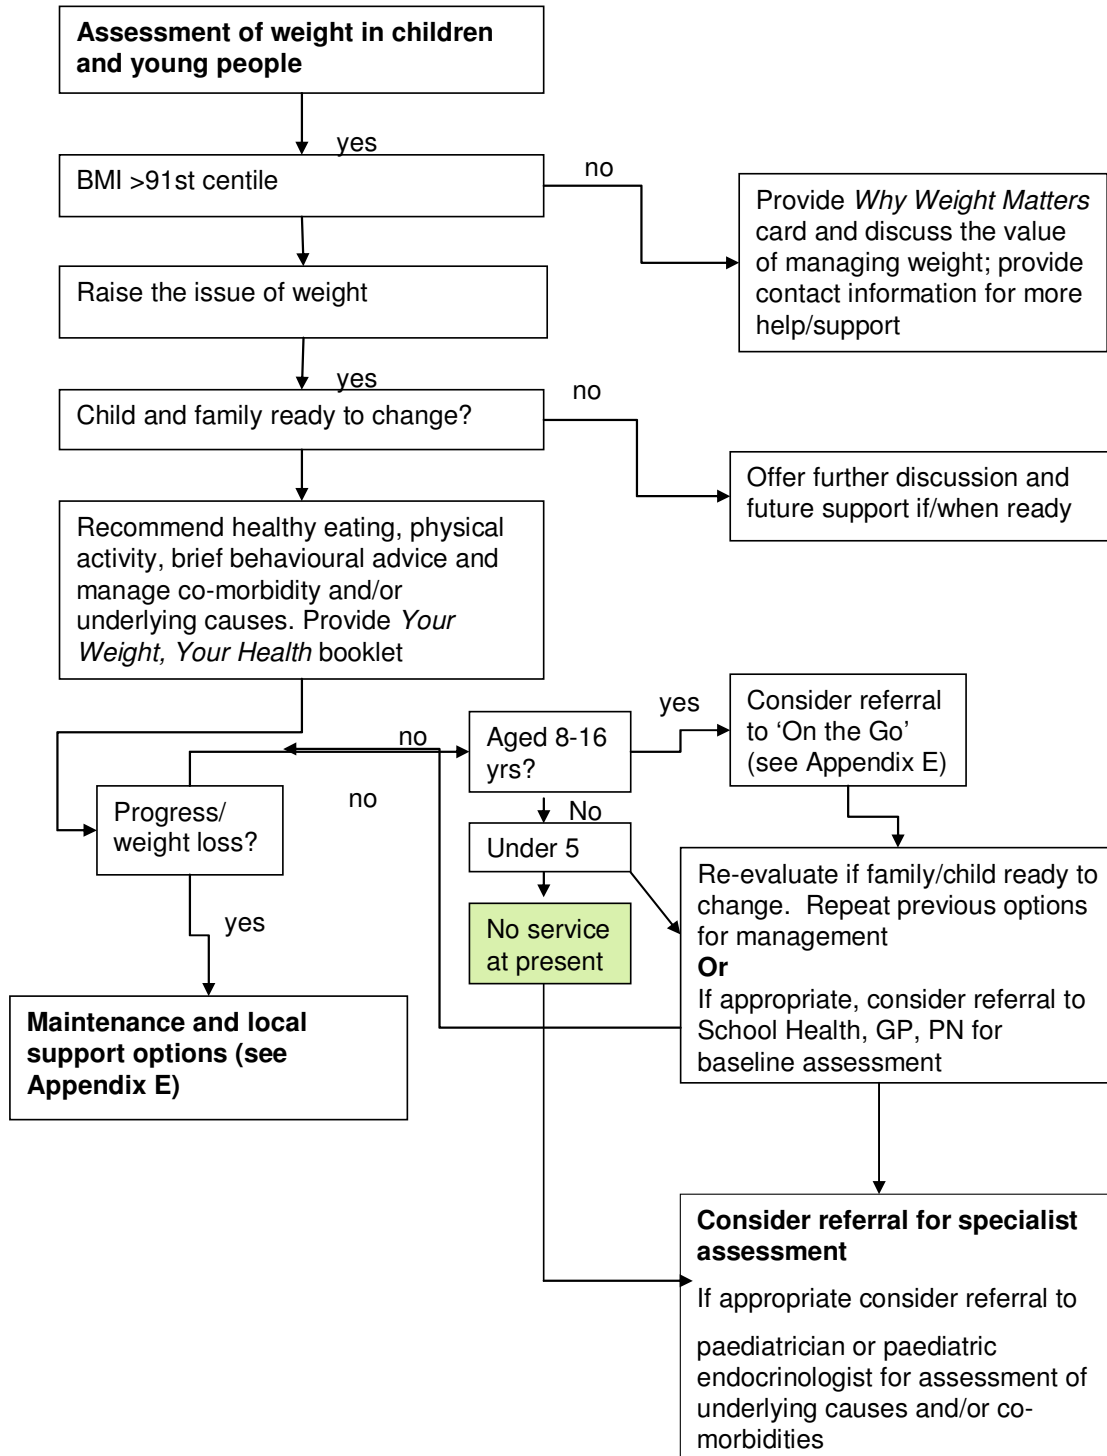 Assessment of weight in children
and young people
yes
BMI >91st centile
no
Provide Why Weight Matters
card and discuss the value
of managing weight; provide
contact information for more
help/support
Raise the issue of weight
yes
Child and family ready to change?
no
Offer further discussion and
future support if/when ready
Recommend healthy eating, physical
activity, brief behavioural advice and
manage co-morbidity and/or
underlying causes. Provide Your
Weight, Your Health booklet
no
Aged 8-16
yrs?
yes
Consider referral
to ‘On the Go’
(see Appendix E)
Progress/
weight loss?
no
No
Under 5
No service
at present
Re-evaluate if family/child ready to
change. Repeat previous options
for management
Or
If appropriate, consider referral to
School Health, GP, PN for
baseline assessment
yes
Maintenance and local
support options (see
Appendix E)
Consider referral for specialist
assessment
If appropriate consider referral to
paediatrician or paediatric
endocrinologist for assessment of
underlying causes and/or co-
morbidities